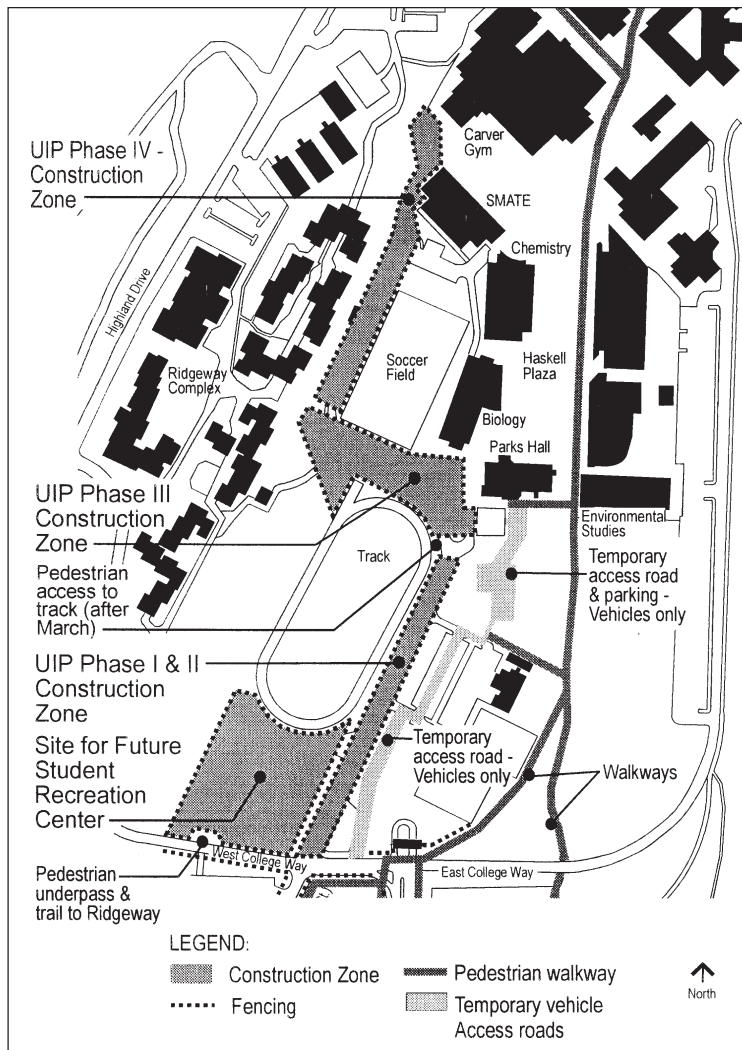 Carver
Gym
UIP Phase IV -
Construction
Zone
SMATE
Chemistry
Highland Drive
Soccer
Field
Haskell
Plaza
Ridgeway
Complex
Biology
Parks Hall
UIP Phase III
Construction
Zone
Environmental
Studies
Track
Temporary
access road
& parking -
Vehicles only
Pedestrian
access to
track (after
March)
UIP Phase I & II
Construction
Zone
Site for Future
Student
Recreation
Center
Temporary
access road -
Vehicles only
Walkways
West College Way
East College Way
Pedestrian
underpass &
trail to Ridgeway
LEGEND:
Construction Zone
Fencing
Pedestrian walkway
Temporary vehicle
Access roads
North